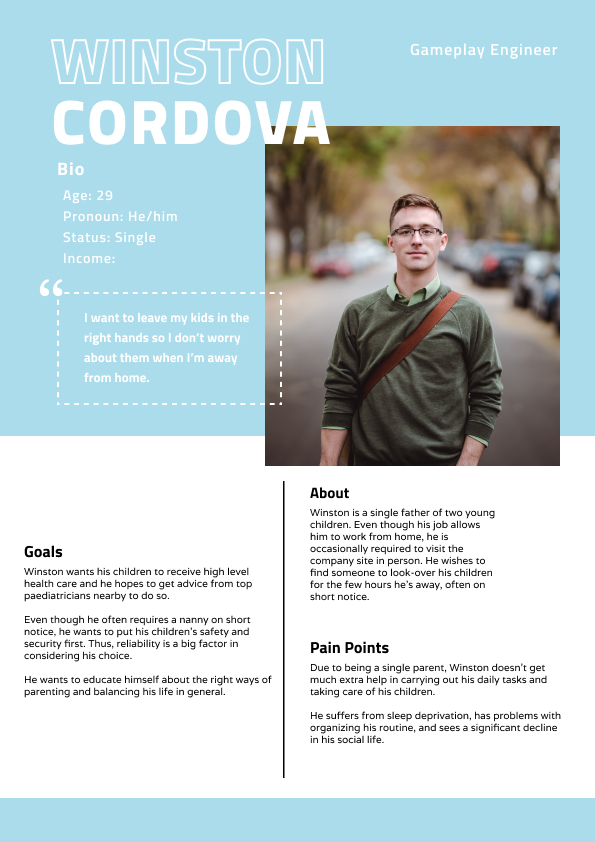 WINSTON
CORDOVA
Gameplay Engineer
Bio
Age: 29
Pronoun: He/him
Status: Single
Income:
“
I want to leave my kids in the
right hands so I don't worry
about them when I'm away
from home.
Goals
Winston wants his children to receive high level
health care and he hopes to get advice from top
paediatricians nearby to do so.
Even though he often requires a nanny on short
notice, he wants to put his children's safety and
security first. Thus, reliability is a big factor in
considering his choice.
He wants to educate himself about the right ways of
parenting and balancing his life in general.
About
Winston is a single father of two young
children. Even though his job allows
him to work from home, he is
occasionally required to visit the
company site in person. He wishes to
find someone to look-over his children
for the few hours he's away, often on
short notice.
Pain Points
Due to being a single parent, Winston doesn't get
much extra help in carrying out his daily tasks and
taking care of his children.
He suffers from sleep deprivation, has problems with
organizing his routine, and sees a significant decline
in his social life.